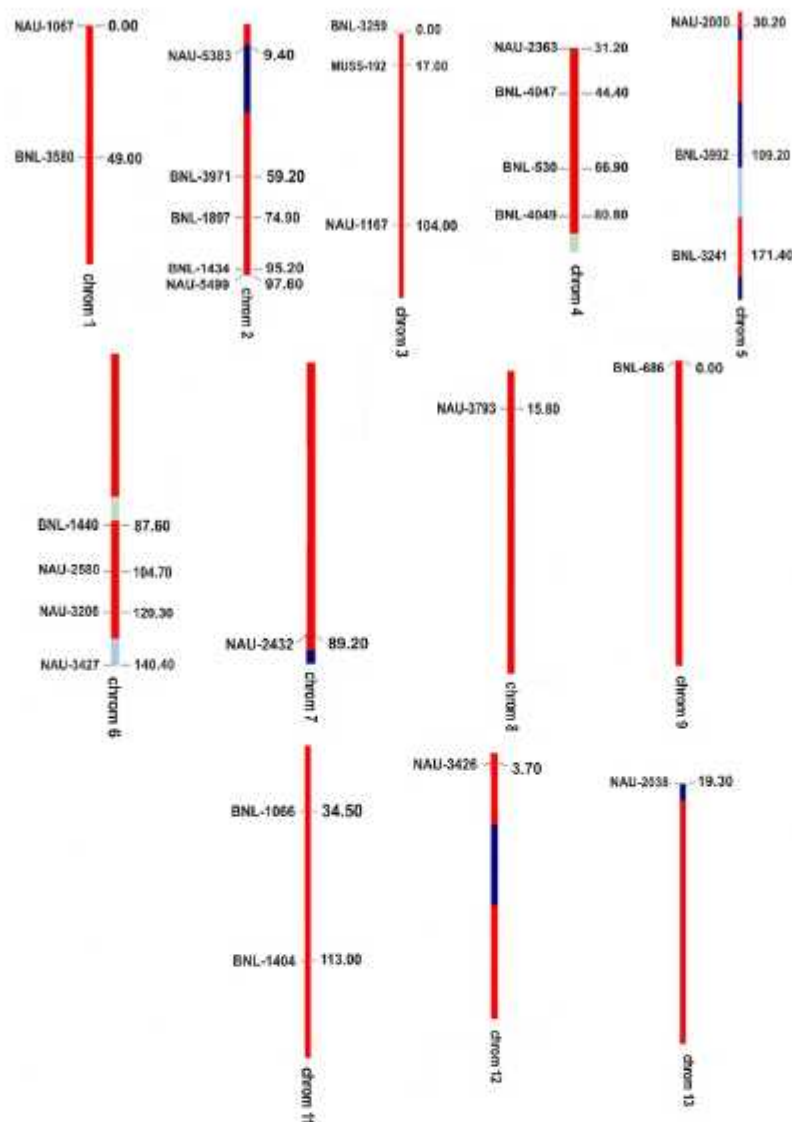 NAU-1067 0.00
BNL-3580 49.00
chrom 1
NAU-5383 9.40
BNL-3971 59.20
BNL-1897 74.90
BNL-1434 95.20
NAU-5499 97.60
chrom 2
BNL-3259 0.00
MUSS-192 17.00
NAU-1167 104.00
chrom 3
NAU-2363 31.20
BNL-4047 44.40
BNL-530 66.90
BNL-4049 80.80
chrom 4
30.20
BNL-3992 109.20
BNL-3241 171.40
chrom 5
BNL-1440 87.60
NAU-2580 104.70
NAU-3206 120.30
NAU-3427 140.40
chrom 6
NAU-2432 89.20
chrom 7
NAU-3793 15.80
chrom 8
BNL-686 0.00
chrom 9
BNL-1066 34.50
BNL-1404 113.00
chrom 11
NAU-3426 3.70
chrom 12
19.30
chrom 13